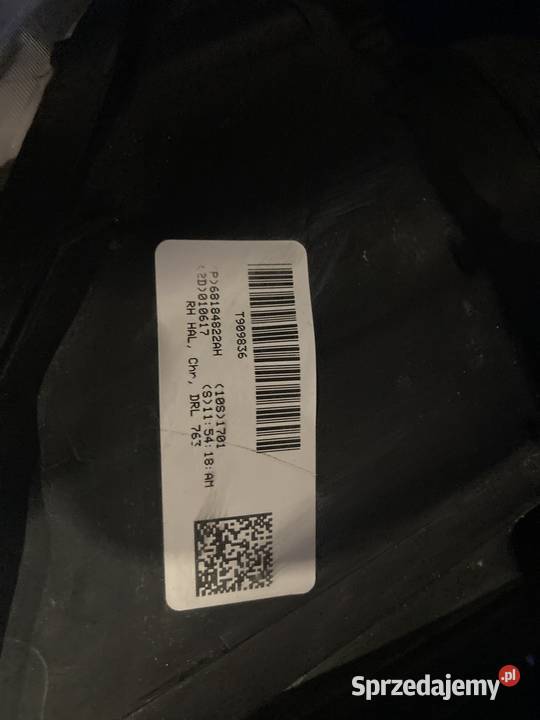 T909836
P)68184822AH (10S)1701
(2D)010617 (S)11:54:18:AM
RH HAL, Chr, DRL 763
Sprzedajemy.pl